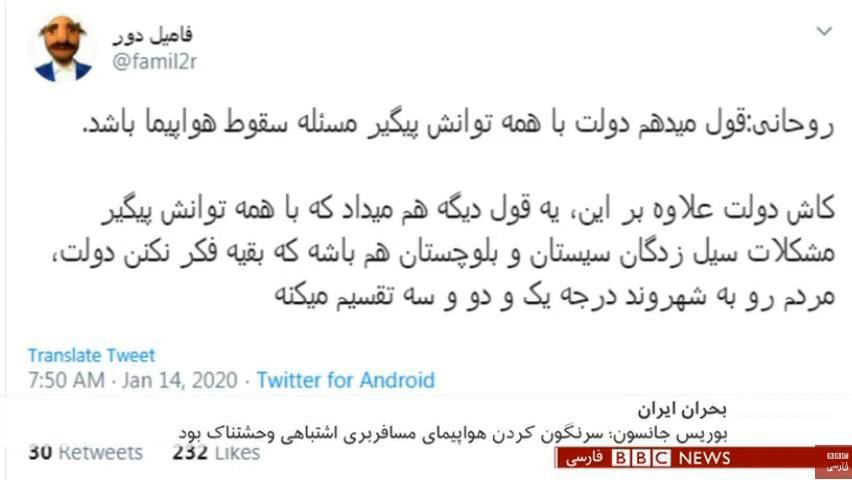 فامیل دور
@famil2r
روحانی:قول میدهم دولت با همه توانش پیگیر مسئله سقوط هواپیما باشد.
کاش دولت علاوه بر این، یه قول دیگه هم میداد که با همه توانش پیگیر
مشکلات سیل زدگان سیستان و بلوچستان هم باشه که بقیه فکر نکنن دولت،
مردم رو به شهروند درجه یک و دو و سه تقسیم میکنه
Translate Tweet
7:50 AM · Jan 14, 2020 · Twitter for Android
بحران ایران
بوریس جانسون: سرنگون کردن هواپیمای مسافربری اشتباهی وحشتناک بود
30 Retweets 232 Likes
BBC NEWS فارسی
BBC
فارسی